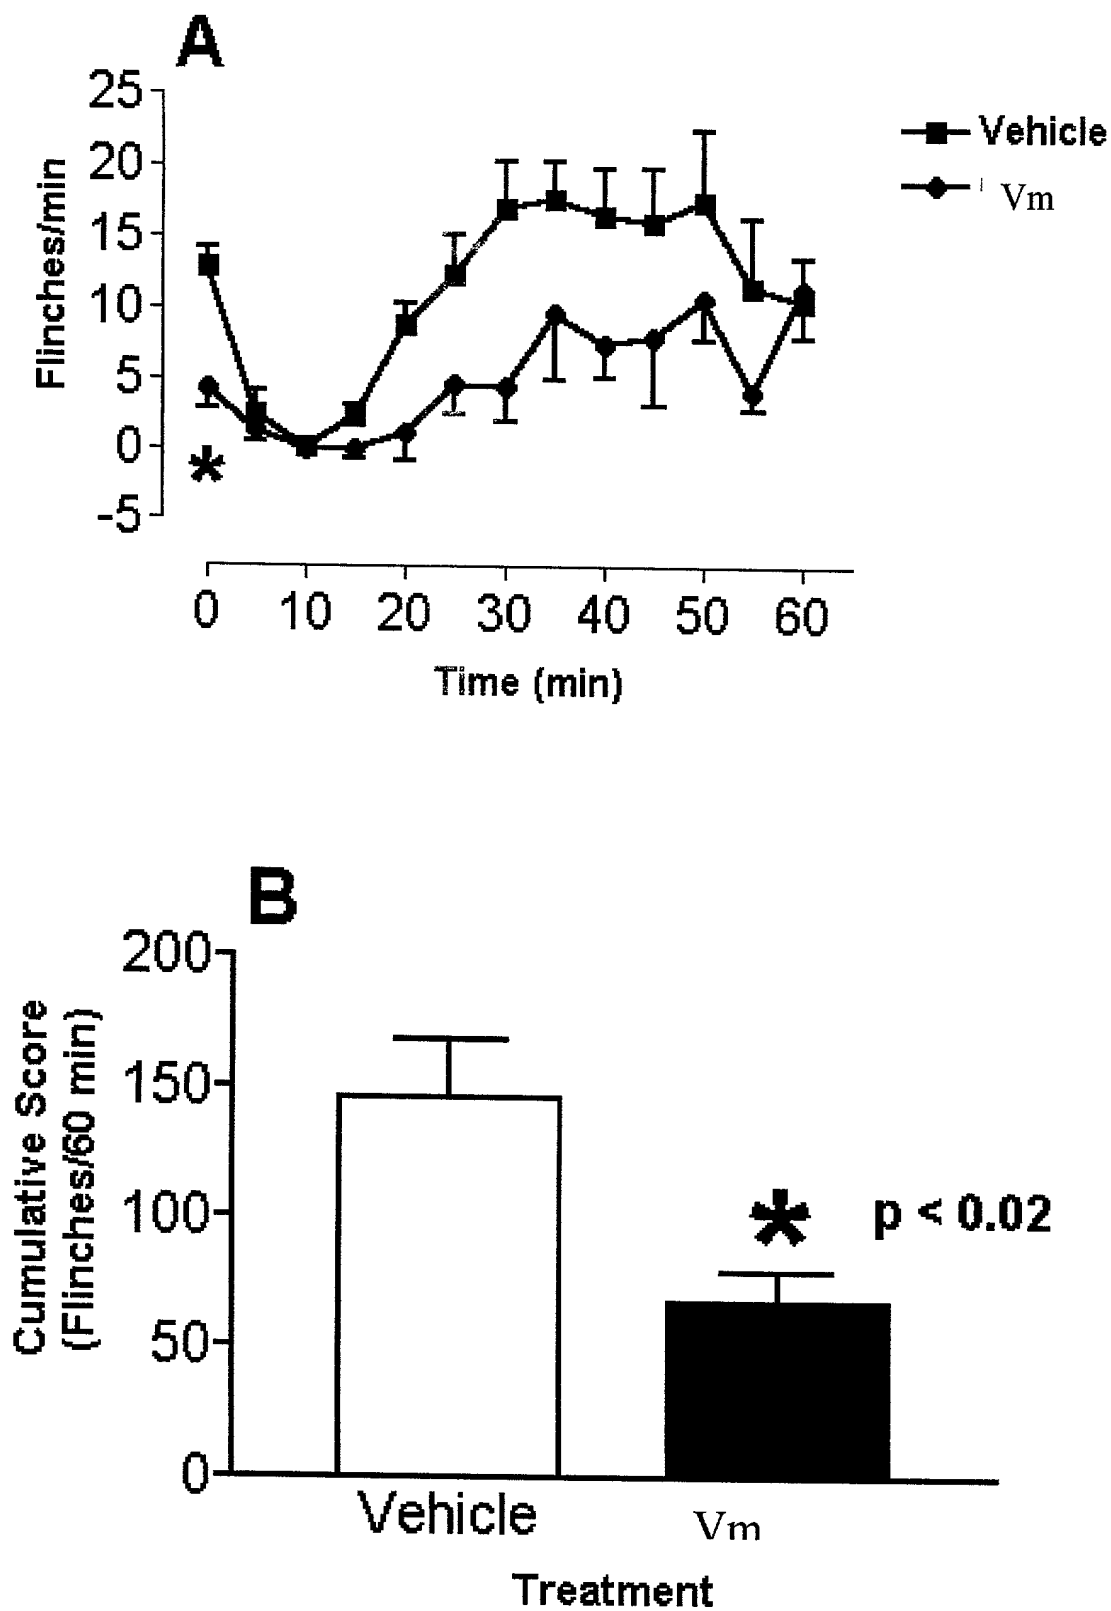 A
25
20
15
10
5
0
-5
Flinches/min
Vehicle
Vm
*
0 10 20 30 40 50 60
Time (min)
B
200
150
100
50
0
Cumulative Score
(Flinches/60 min)
* p < 0.02
Vehicle Vm
Treatment